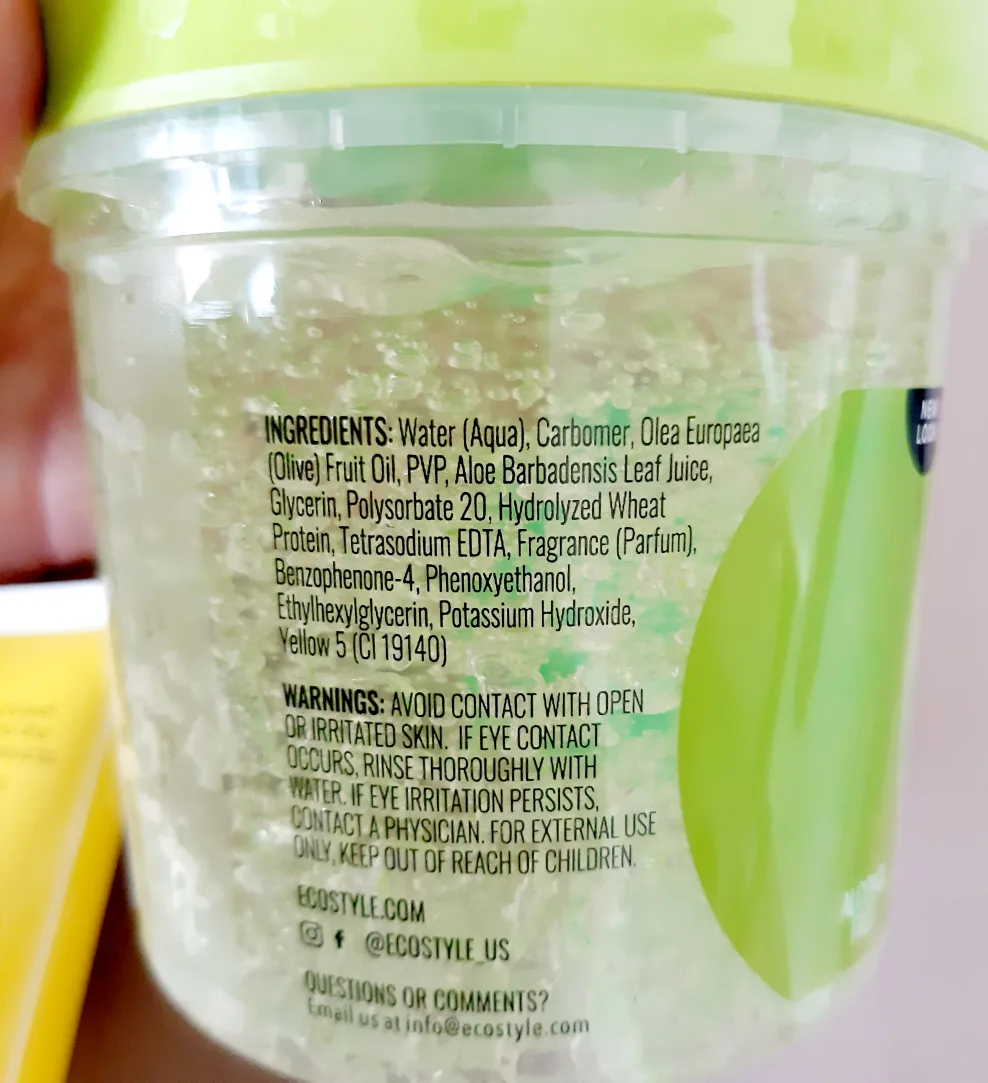 INGREDIENTS: Water (Aqua), Carbomer, Olea Europaea
(Olive) Fruit Oil, PVP, Aloe Barbadensis Leaf Juice,
Glycerin, Polysorbate 20, Hydrolyzed Wheat
Protein, Tetrasodium EDTA, Fragrance (Parfum),
Benzophenone-4, Phenoxyethanol,
Ethylhexylglycerin, Potassium Hydroxide,
Yellow 5 (CI 19140)
WARNINGS: AVOID CONTACT WITH OPEN
OR IRRITATED SKIN. IF EYE CONTACT
OCCURS, RINSE THOROUGHLY WITH
WATER. IF EYE IRRITATION PERSISTS,
CONTACT A PHYSICIAN. FOR EXTERNAL USE
ONLY, KEEP OUT OF REACH OF CHILDREN.
ECOSTYLE.COM
@ECOSTYLE_US
QUESTIONS OR COMMENTS?
Email us at info@ecostyle.com